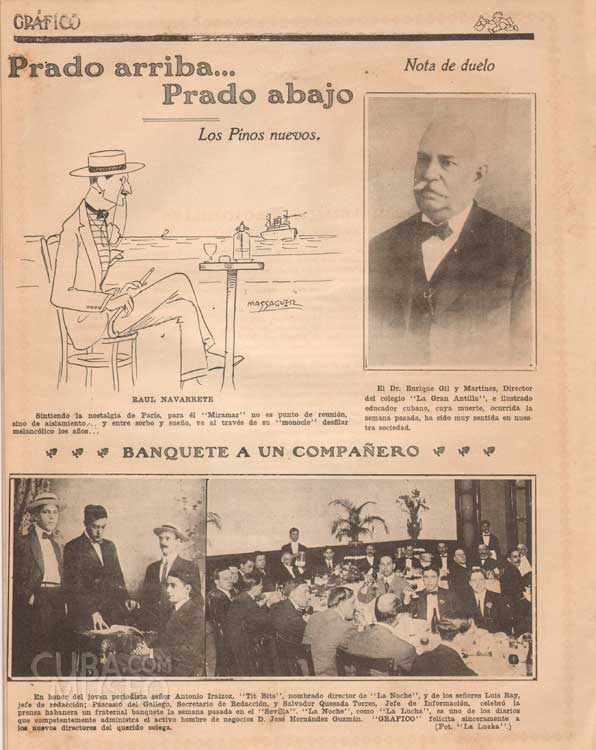 GRÁFICO
Prado arriba...
Prado abajo
Los Pinos nuevos.
MASSAGUER
RAUL NAVARRETE
Sintiendo la nostalgia de París, para él "Miramar" no es punto de reunión,
sino de aislamiento... y entre sorbo y sueño, ve al través de su "monocle" desfilar
melancólico los años...
Nota de duelo
El Dr. Enrique Gil y Martínez, Director
del colegio "La Gran Antilla", e ilustrado
educador cubano, cuya muerte, ocurrida la
semana pasada, ha sido muy sentida en nues-
tra sociedad.
BANQUETE A UN COMPAÑERO
CUBA.com
En honor del joven periodista señor Antonio Iraizoz, "Tit Bits", nombrado director de "La Noche", y de los señores Luis Bay,
jefe de redacción; Pascasio del Gallego, Secretario de Redacción, y Salvador Quesada Torres, Jefe de Información, celebró la
prensa habanera un fraternal banquete la semana pasada en el "Sevilla". "La Noche", como "La Lucha", es uno de los diarios
que competentemente administra el activo hombre de negocios D. José Hernández Guzmán. "GRAFICO" felicita sinceramente a
los nuevos directores del querido colega.
(Fot. "La Luzka".)